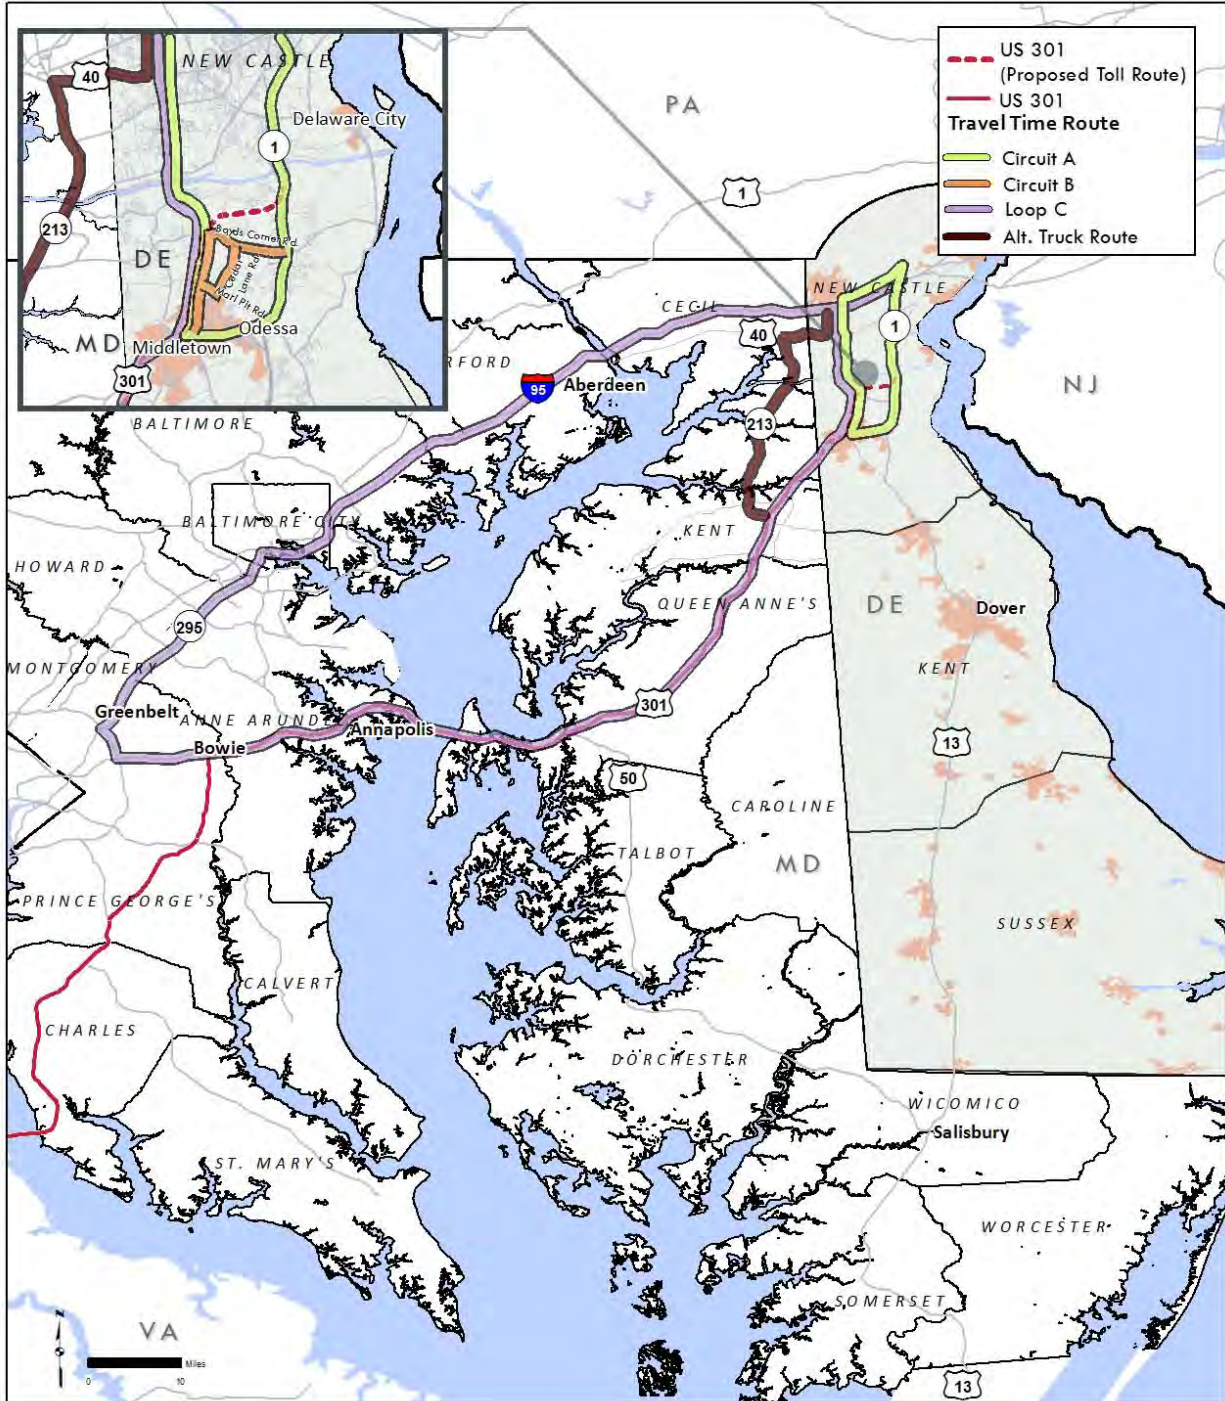 NEW CASTLE
40
Delaware City
1
213
Boyds Corner Rd.
DE
Cedar
Lane Rd.
Marl Pit Rd.
Odessa
MD
Middletown
301
US 301
(Proposed Toll Route)
US 301
Travel Time Route
Circuit A
Circuit B
Loop C
Alt. Truck Route
PA
1
NEW CASTLE
CECIL
40
1
RFORD
95
Aberdeen
NJ
213
BALTIMORE
KENT
BALTIMORE CITY
HOWARD
QUEEN ANNE'S
DE
Dover
295
MONTGOMERY
KENT
Greenbelt
301
ANNE ARUNDEL
Annapolis
Bowie
13
50
CAROLINE
TALBOT
MD
PRINCE GEORGE'S
SUSSEX
CALVERT
CHARLES
DORCHESTER
WICOMICO
Salisbury
ST. MARY'S
WORCESTER
SOMERSET
VA
N
Miles
0 10
13